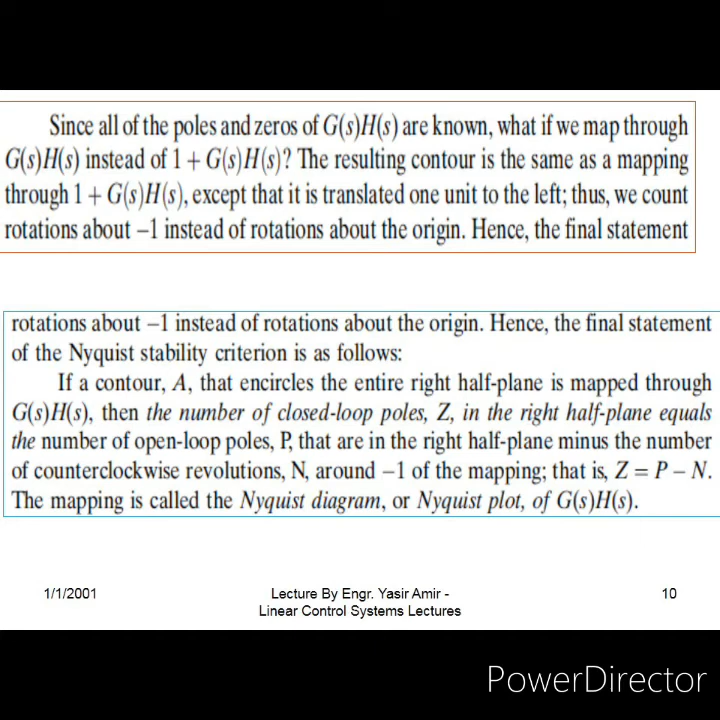 Since all of the poles and zeros of G(s)H(s) are known, what if we map through
G(s)H(s) instead of 1 + G(s)H(s)? The resulting contour is the same as a mapping
through 1 + G(s)H(s), except that it is translated one unit to the left; thus, we count
rotations about −1 instead of rotations about the origin. Hence, the final statement
rotations about −1 instead of rotations about the origin. Hence, the final statement
of the Nyquist stability criterion is as follows:
If a contour, A, that encircles the entire right half-plane is mapped through
G(s)H(s), then the number of closed-loop poles, Z, in the right half-plane equals
the number of open-loop poles, P, that are in the right half-plane minus the number
of counterclockwise revolutions, N, around −1 of the mapping; that is, Z = P − N.
The mapping is called the Nyquist diagram, or Nyquist plot, of G(s)H(s).
1/1/2001
Lecture By Engr. Yasir Amir -
Linear Control Systems Lectures
10
PowerDirector